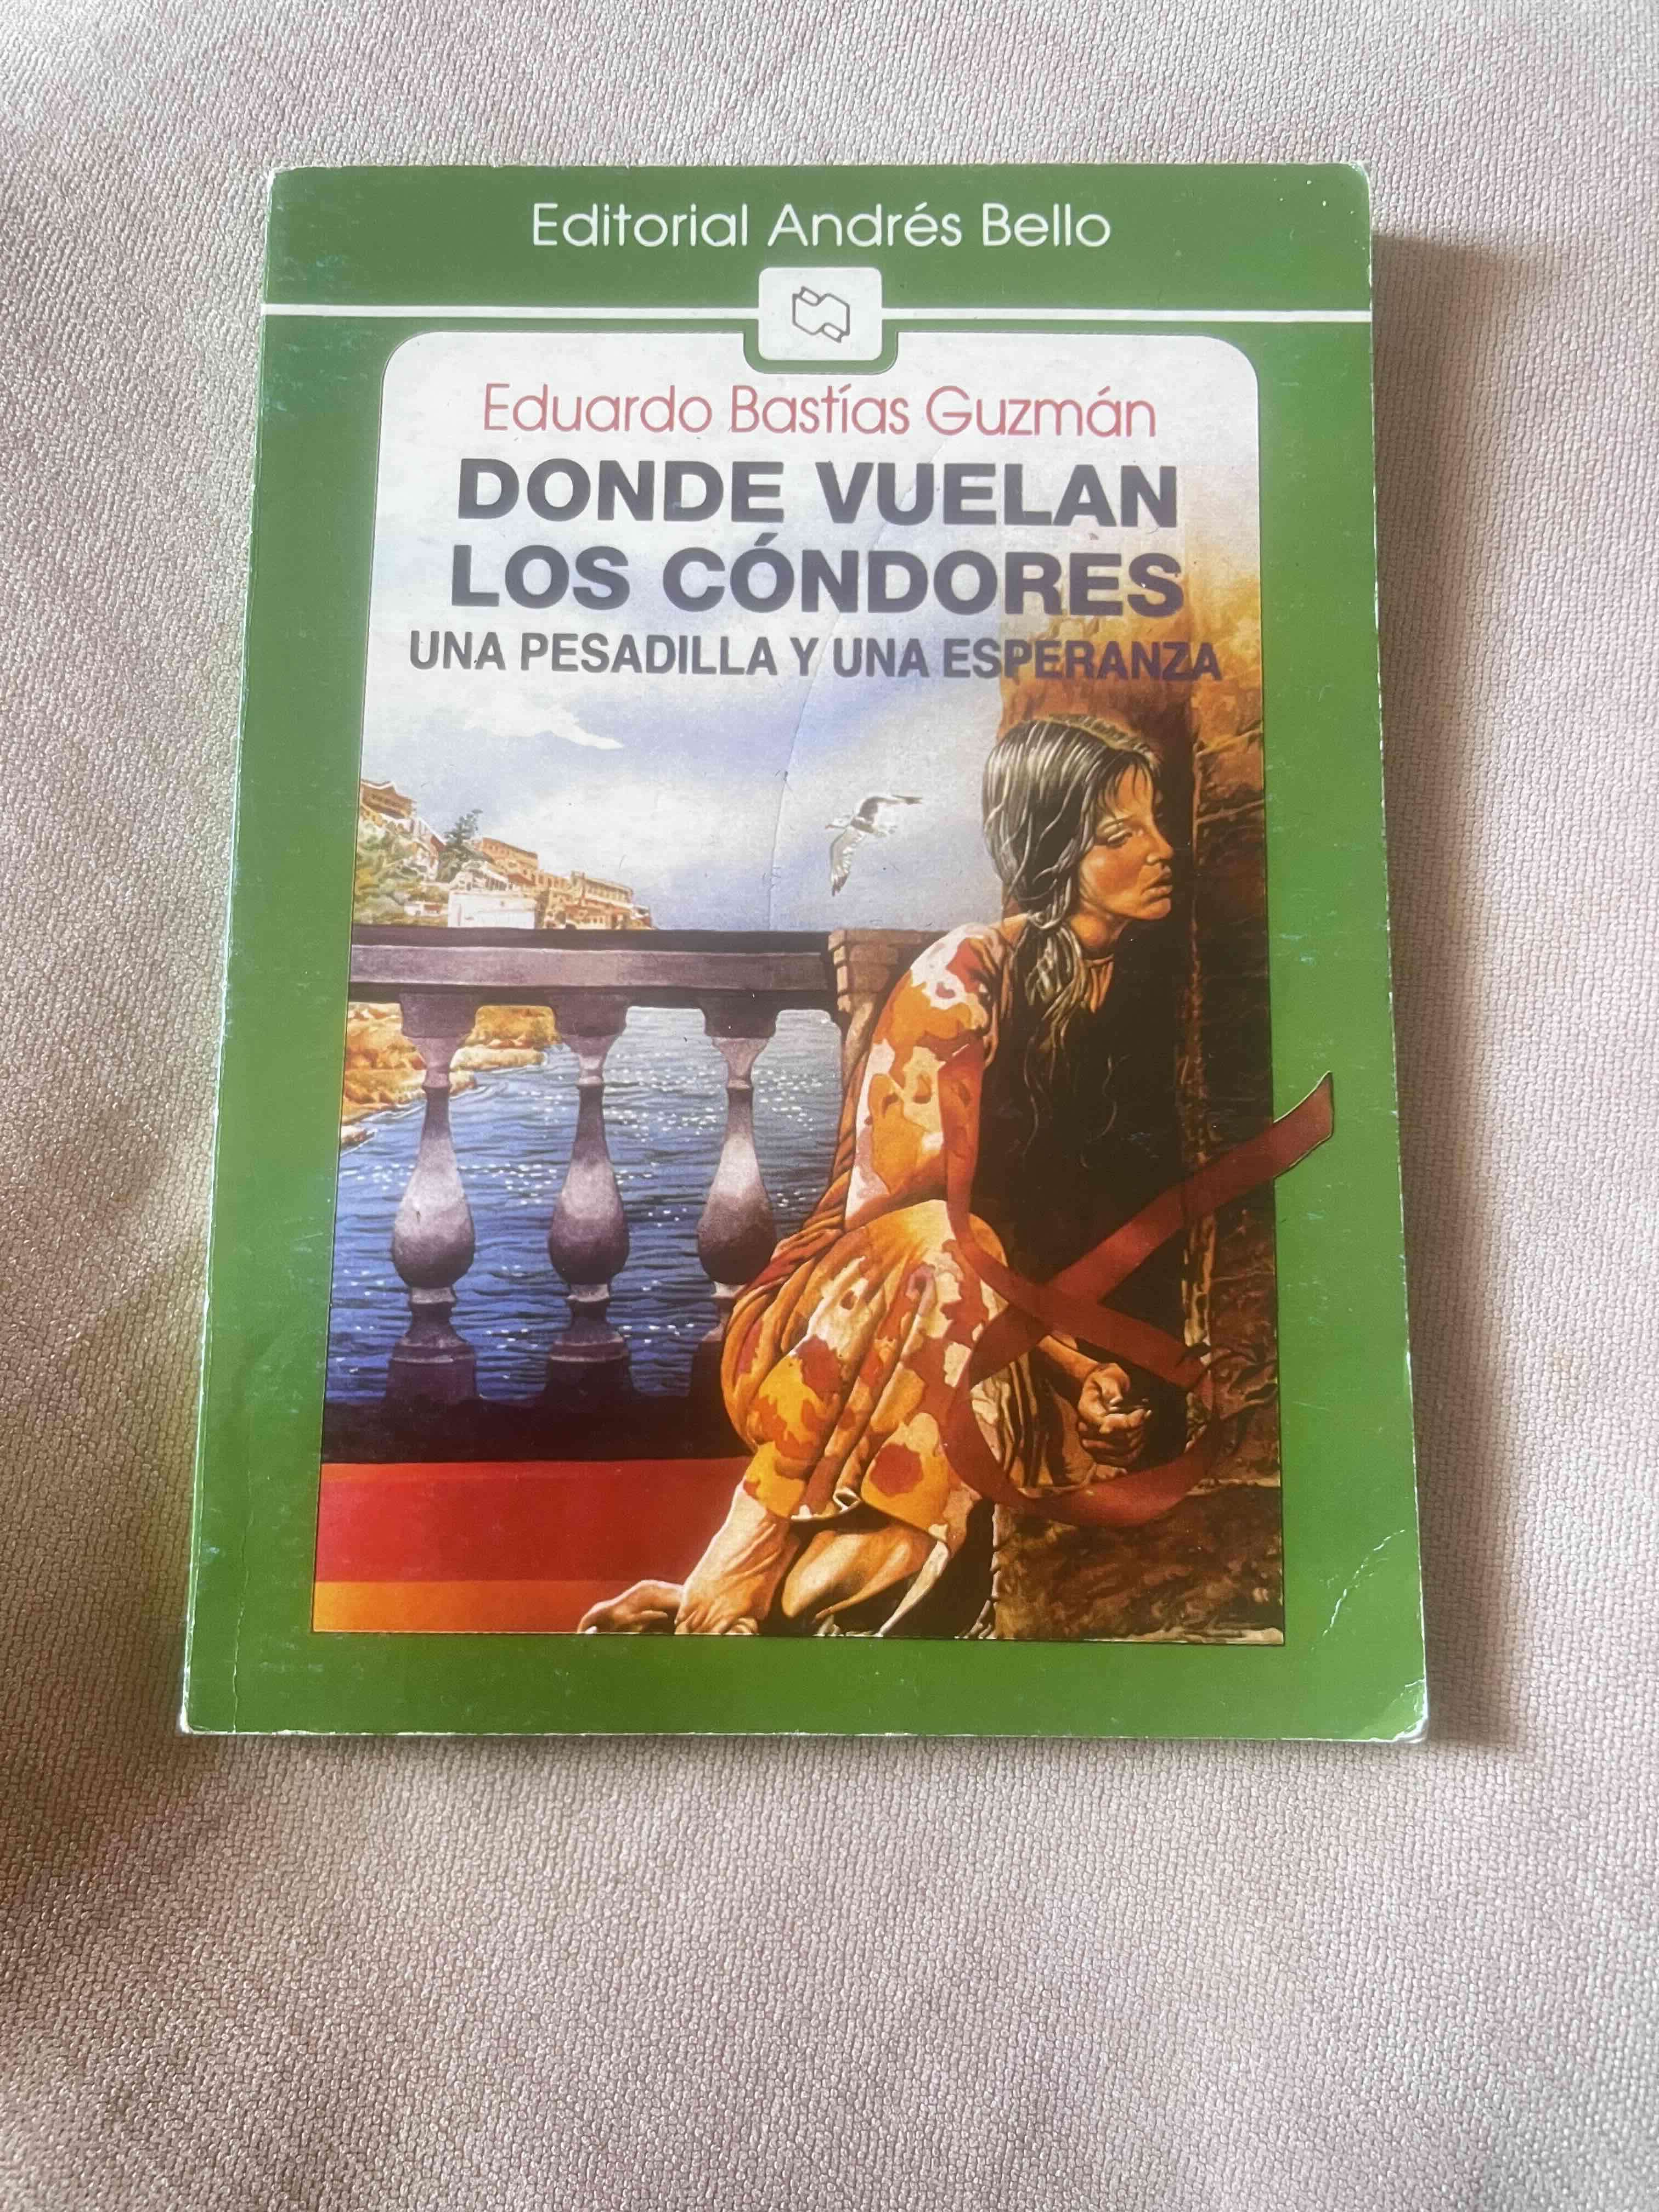 Editorial Andrés Bello
Eduardo Bastías Guzmán
DONDE VUELAN
LOS CÓNDORES
UNA PESADILLA Y UNA ESPERANZA